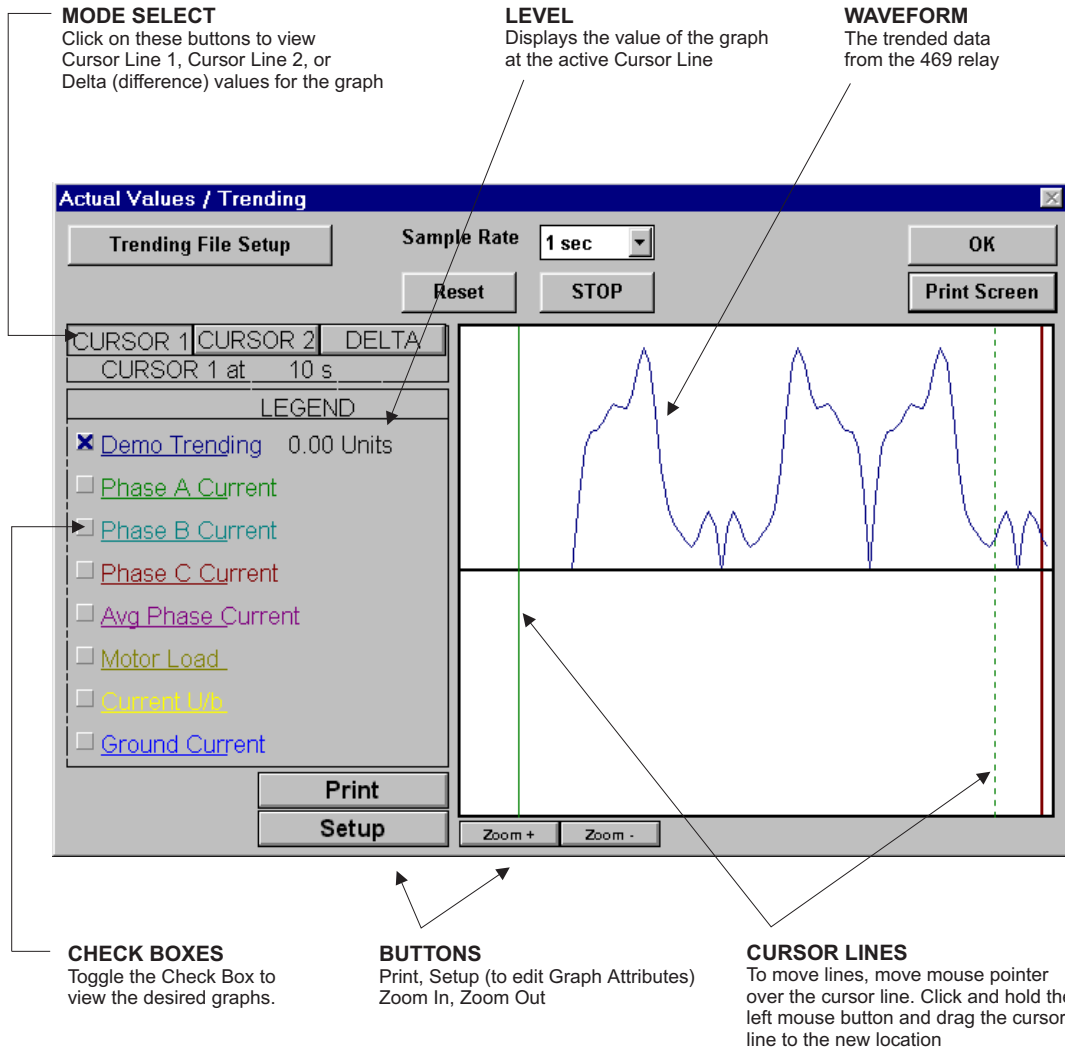 MODE SELECT
Click on these buttons to view
Cursor Line 1, Cursor Line 2, or
Delta (difference) values for the graph
LEVEL
Displays the value of the graph
at the active Cursor Line
WAVEFORM
The trended data
from the 469 relay
Actual Values / Trending
Trending File Setup
Sample Rate
1 sec
OK
Reset
STOP
Print Screen
CURSOR 1
CURSOR 2
DELTA
CURSOR 1 at 10 s
LEGEND
Demo Trending 0.00 Units
Phase A Current
Phase B Current
Phase C Current
Avg Phase Current
Motor Load
Current U/b
Ground Current
Print
Setup
Zoom +
Zoom -
CHECK BOXES
Toggle the Check Box to
view the desired graphs.
BUTTONS
Print, Setup (to edit Graph Attributes)
Zoom In, Zoom Out
CURSOR LINES
To move lines, move mouse pointer
over the cursor line. Click and hold the
left mouse button and drag the cursor
line to the new location